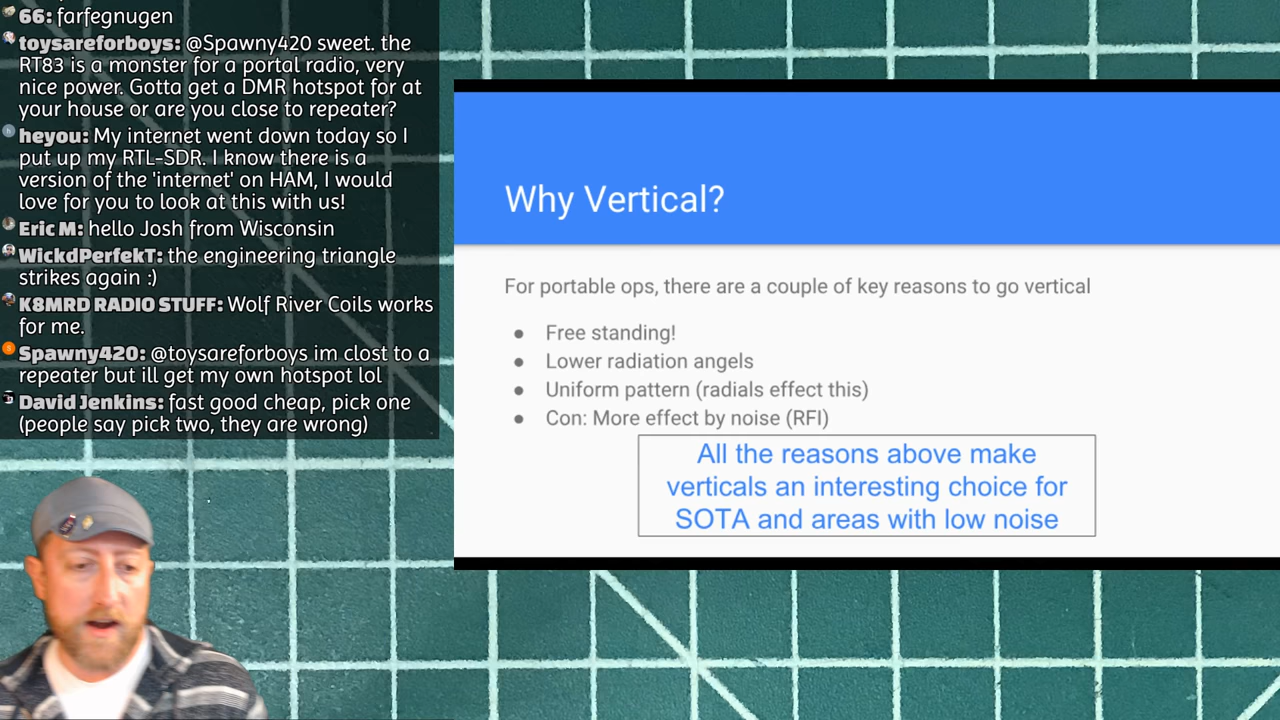 66: farfegnugen
toysareforboys: @Spawny420 sweet. the
RT83 is a monster for a portal radio, very
nice power. Gotta get a DMR hotspot for at
your house or are you close to repeater?
heyou: My internet went down today so I
put up my RTL-SDR. I know there is a
version of the 'internet' on HAM, I would
love for you to look at this with us!
Eric M: hello Josh from Wisconsin
WickdPerfekT: the engineering triangle
strikes again :)
K8MRD RADIO STUFF: Wolf River Coils works
for me.
Spawny420: @toysareforboys im clost to a
repeater but ill get my own hotspot lol
David Jenkins: fast good cheap, pick one
(people say pick two, they are wrong)
Why Vertical?
For portable ops, there are a couple of key reasons to go vertical
● Free standing!
● Lower radiation angels
● Uniform pattern (radials effect this)
● Con: More effect by noise (RFI)
All the reasons above make
verticals an interesting choice for
SOTA and areas with low noise